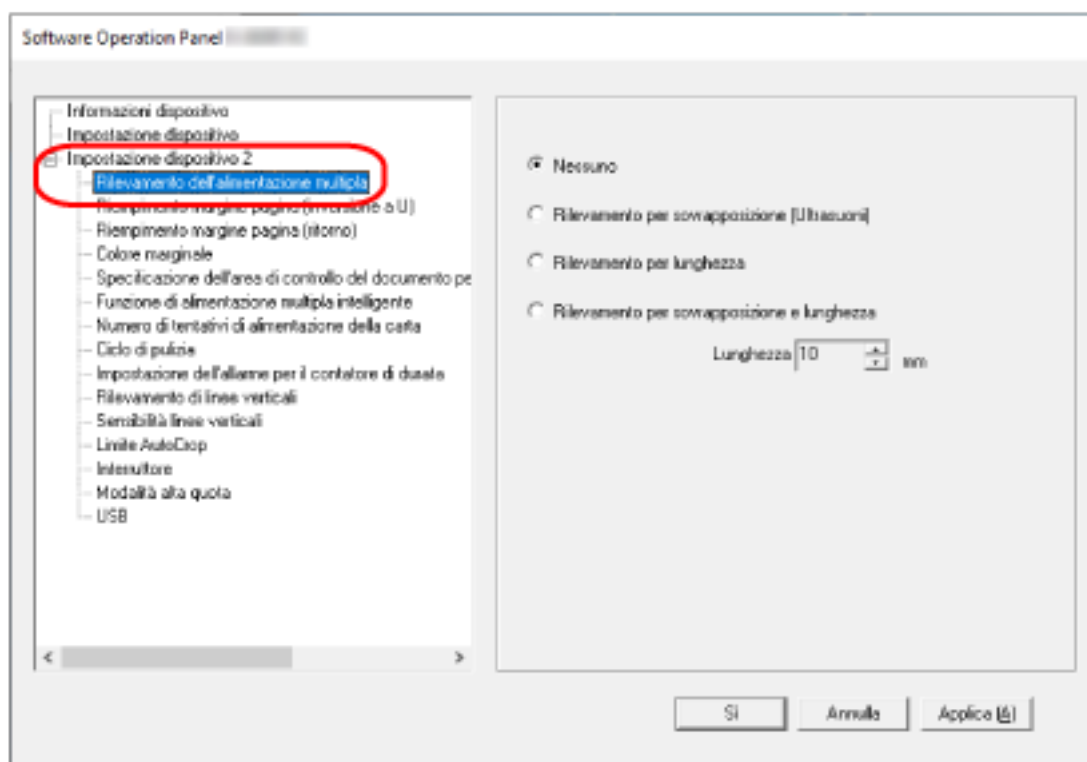 Software Operation Panel
Informazioni dispositivo
Impostazione dispositivo
Impostazione dispositivo 2
Rilevamento dell'alimentazione multipla
Riempimento margine pagina (inversione a U)
Riempimento margine pagina (ritorno)
Colore marginale
Specificazione dell'area di controllo del documento pe
Funzione di alimentazione multipla intelligente
Numero di tentativi di alimentazione della carta
Ciclo di pulizia
Impostazione dell'allarme per il contatore di durata
Rilevamento di linee verticali
Sensibilità linee verticali
Limite AutoCrop
Interruttore
Modalità alta quota
USB
Nessuno
Rilevamento per sovrapposizione [Ultrasuoni]
Rilevamento per lunghezza
Rilevamento per sovrapposizione e lunghezza
Lunghezza 10 mm
Sì Annulla Applica (A)